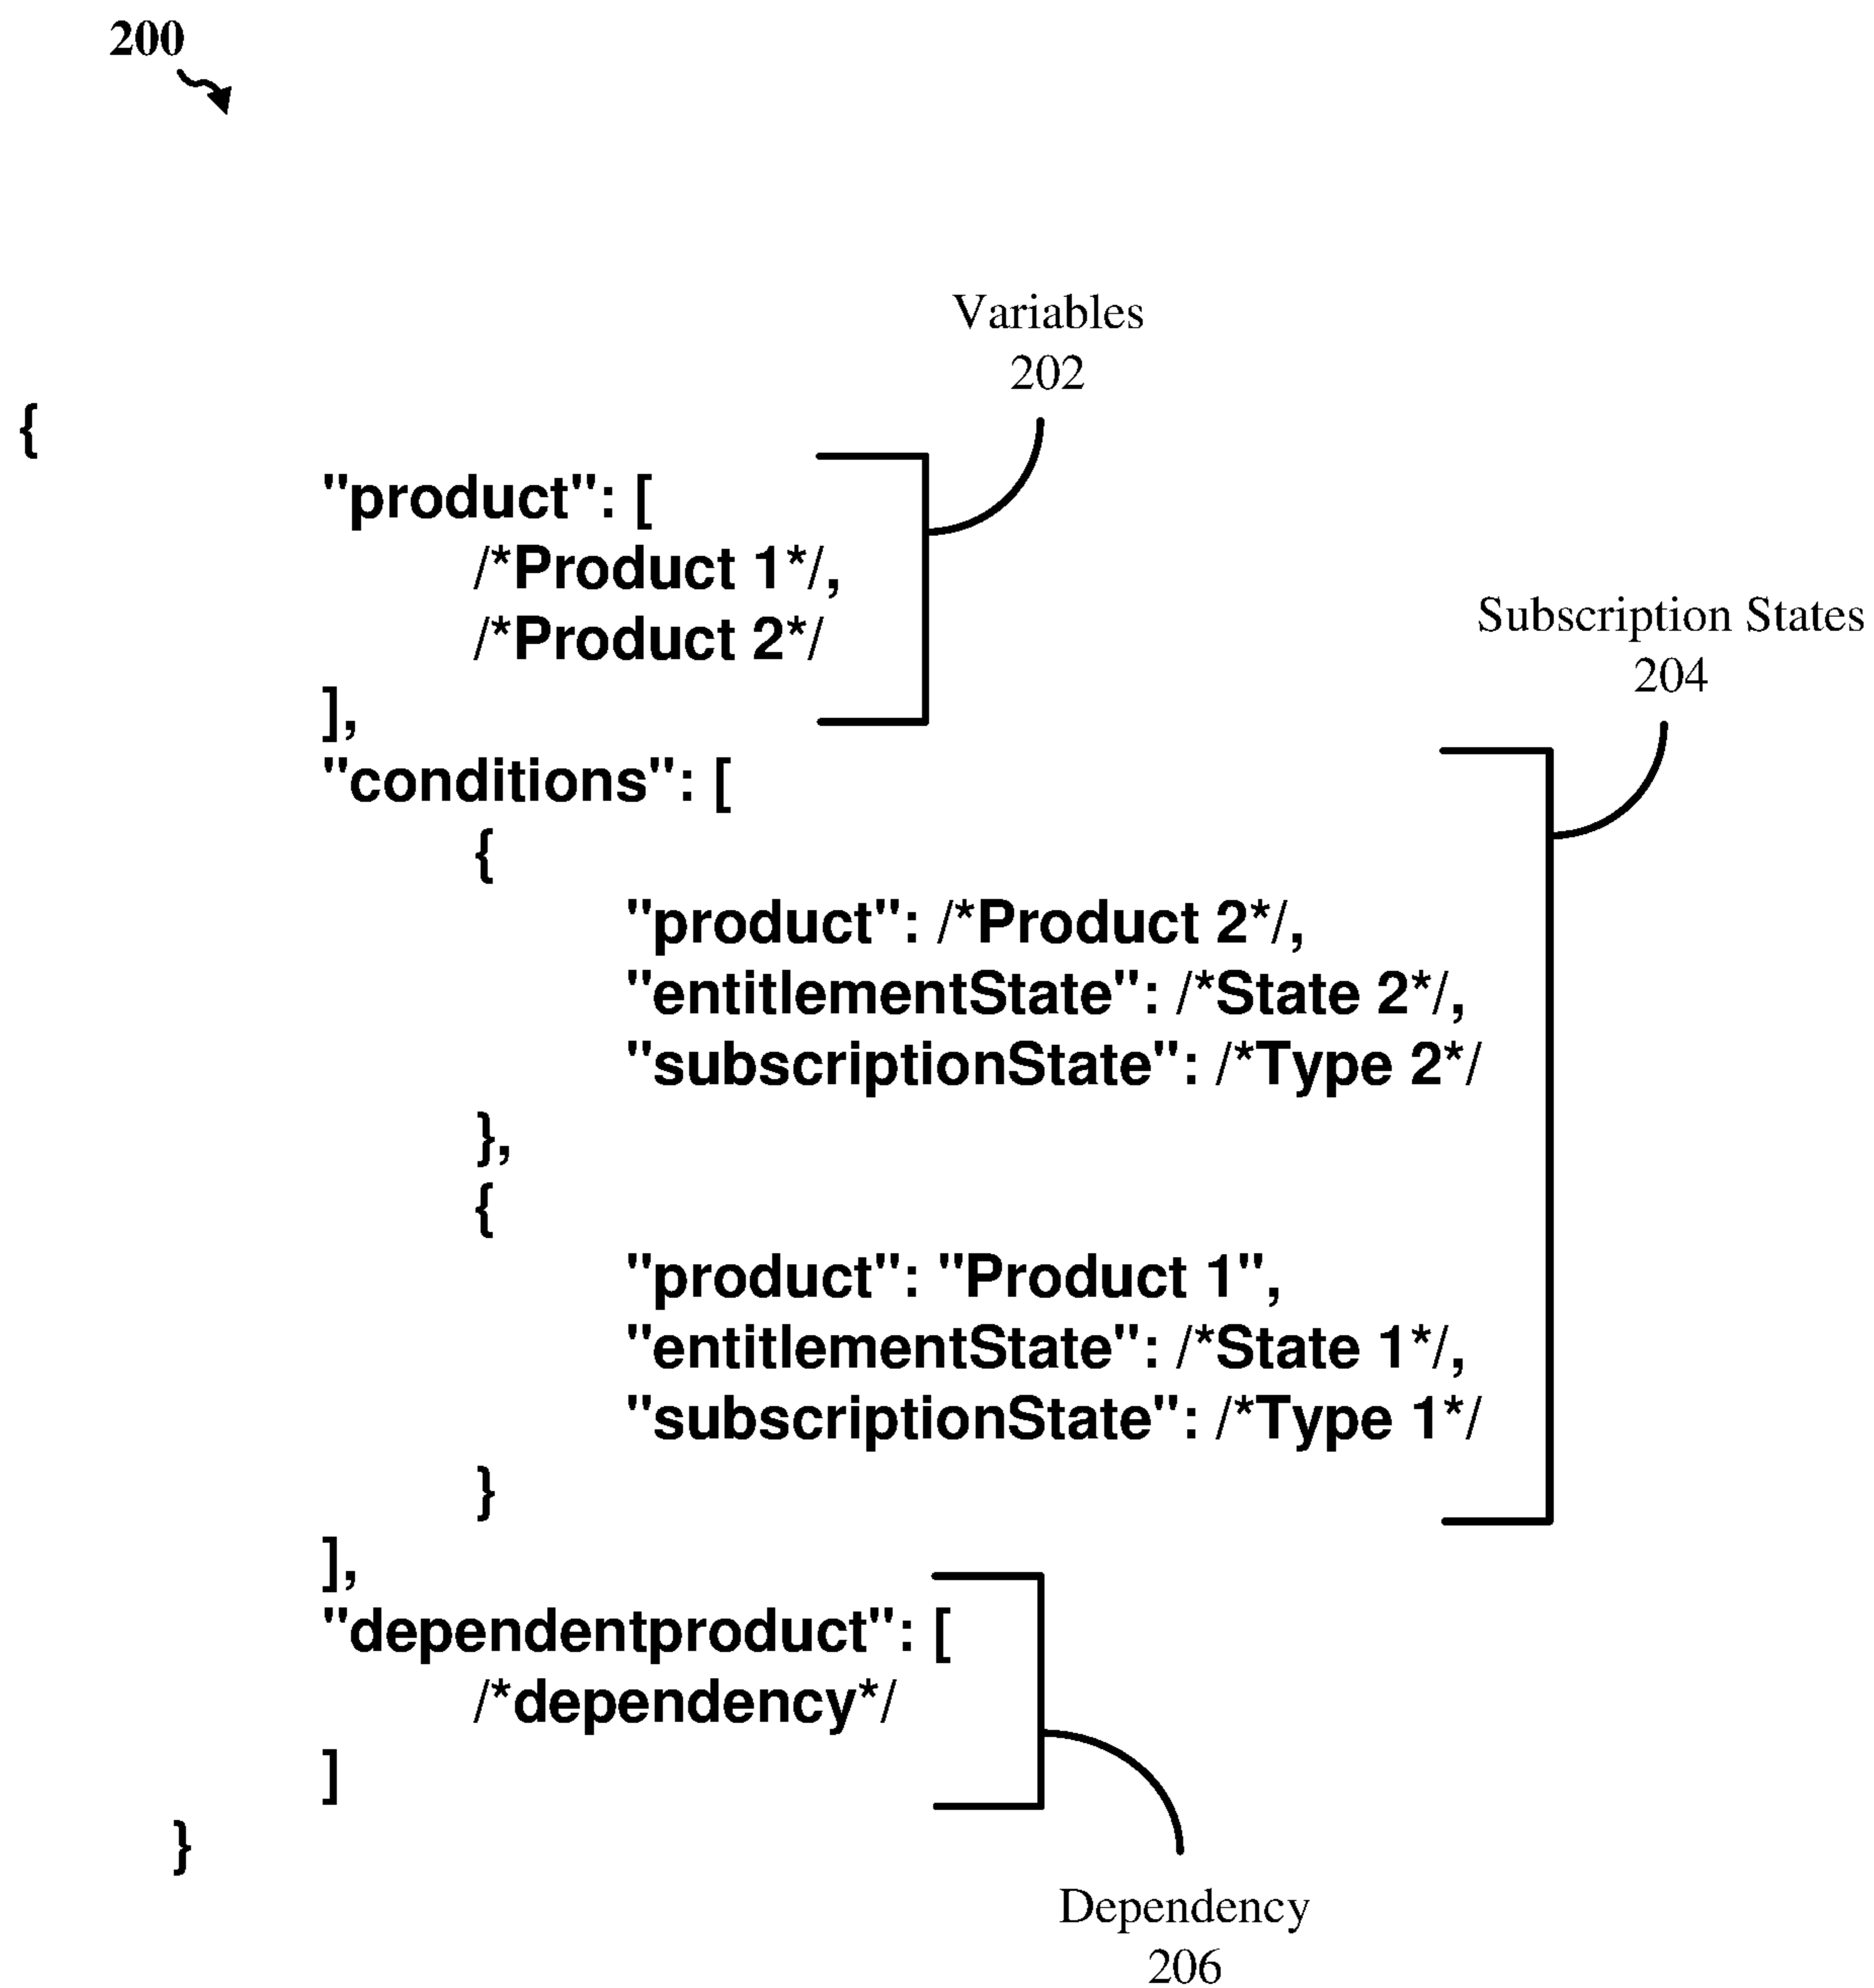 200
Variables
202
{
"product": [
/*Product 1*/,
/*Product 2*/
],
Subscription States
204
"conditions": [
{
"product": /*Product 2*/,
"entitlementState": /*State 2*/,
"subscriptionState": /*Type 2*/
},
{
"product": "Product 1",
"entitlementState": /*State 1*/,
"subscriptionState": /*Type 1*/
}
],
"dependentproduct": [
/*dependency*/
]
}
Dependency
206